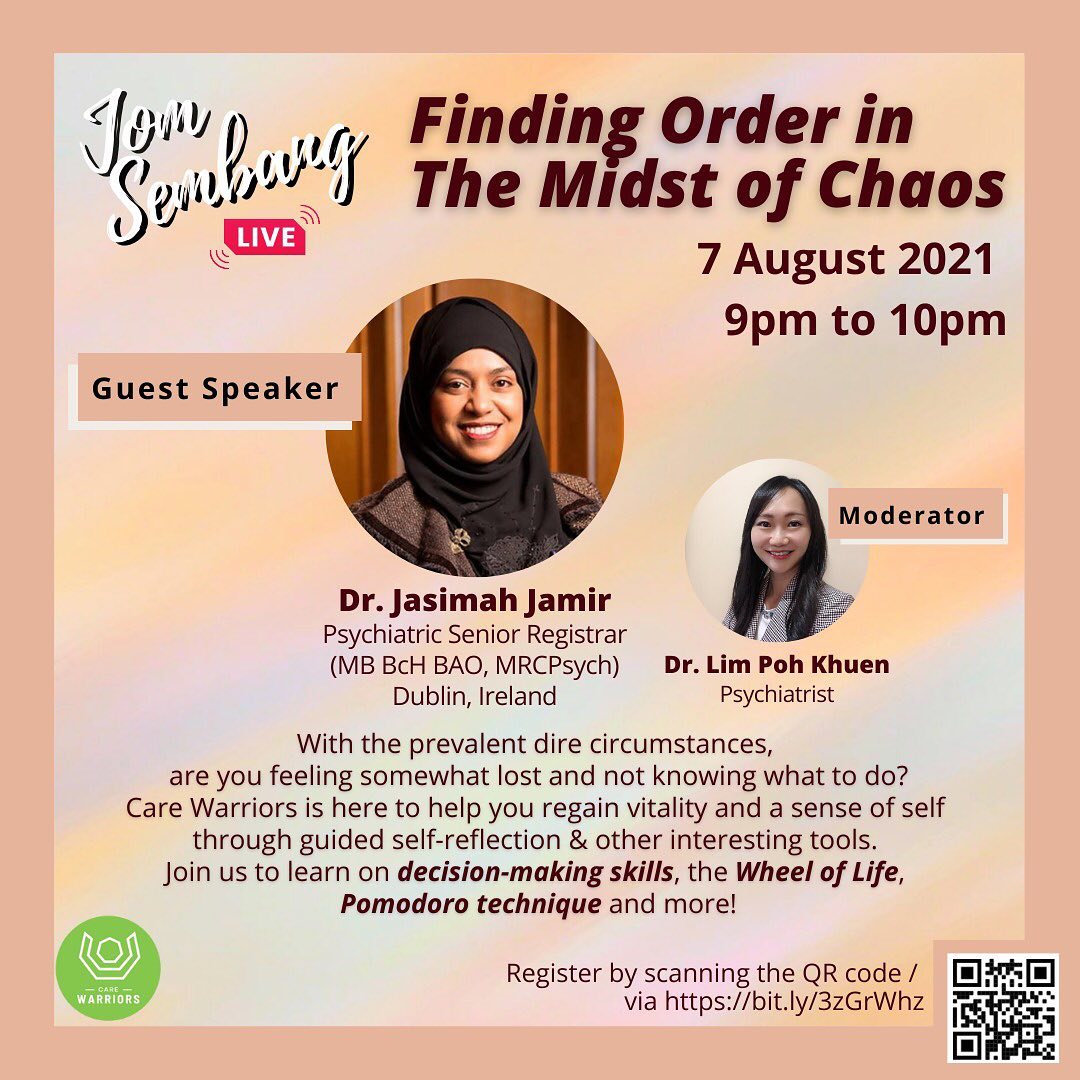 Jom
Sembang
LIVE
Finding Order in
The Midst of Chaos
7 August 2021
9pm to 10pm
Guest Speaker
Moderator
Dr. Jasimah Jamir
Psychiatric Senior Registrar
(MB BcH BAO, MRCPsych)
Dublin, Ireland
Dr. Lim Poh Khuen
Psychiatrist
With the prevalent dire circumstances,
are you feeling somewhat lost and not knowing what to do?
Care Warriors is here to help you regain vitality and a sense of self
through guided self-reflection & other interesting tools.
Join us to learn on decision-making skills, the Wheel of Life,
Pomodoro technique and more!
CARE
WARRIORS
Register by scanning the QR code /
via https://bit.ly/3zGrWhz